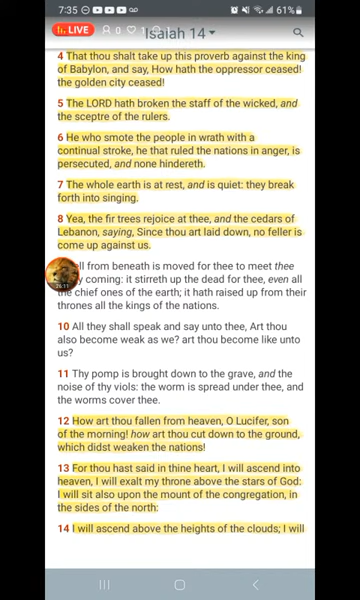 7:35
61%
LIVE
0
1
Isaiah 14
4 That thou shalt take up this proverb against the king
of Babylon, and say, How hath the oppressor ceased!
the golden city ceased!
5 The LORD hath broken the staff of the wicked, and
the sceptre of the rulers.
6 He who smote the people in wrath with a
continual stroke, he that ruled the nations in anger, is
persecuted, and none hindereth.
7 The whole earth is at rest, and is quiet: they break
forth into singing.
8 Yea, the fir trees rejoice at thee, and the cedars of
Lebanon, saying, Since thou art laid down, no feller is
come up against us.
ell from beneath is moved for thee to meet thee
coming: it stirreth up the dead for thee, even all
the chief ones of the earth; it hath raised up from their
thrones all the kings of the nations.
10 All they shall speak and say unto thee, Art thou
also become weak as we? art thou become like unto
us?
11 Thy pomp is brought down to the grave, and the
noise of thy viols: the worm is spread under thee, and
the worms cover thee.
12 How art thou fallen from heaven, O Lucifer, son
of the morning! how art thou cut down to the ground,
which didst weaken the nations!
13 For thou hast said in thine heart, I will ascend into
heaven, I will exalt my throne above the stars of God:
I will sit also upon the mount of the congregation, in
the sides of the north:
14 I will ascend above the heights of the clouds; I will